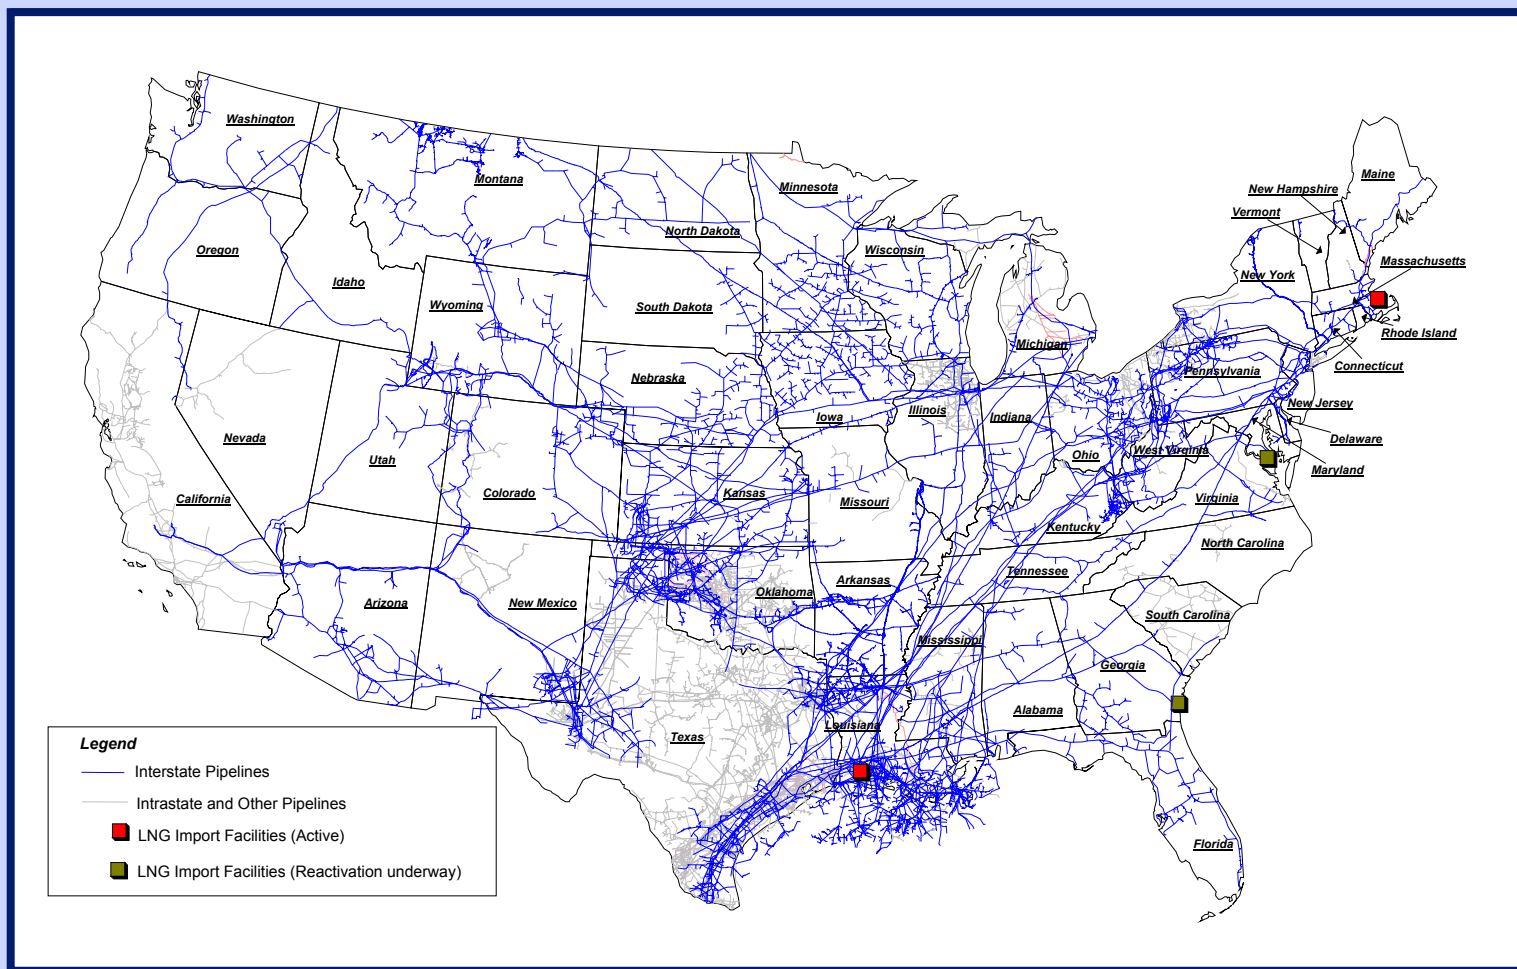 Washington
Maine
Montana
Minnesota
New Hampshire
Vermont
North Dakota
Oregon
Wisconsin
Massachusetts
New York
Idaho
Wyoming
South Dakota
Rhode Island
Michigan
Connecticut
Pennsylvania
Nebraska
New Jersey
Iowa
Illinois
Indiana
Nevada
Delaware
Utah
Ohio
West Virginia
Maryland
Colorado
Kansas
California
Missouri
Virginia
Kentucky
North Carolina
Tennessee
Arkansas
Oklahoma
Arizona
New Mexico
South Carolina
Mississippi
Georgia
Alabama
Louisiana
Texas
Florida
Legend
Interstate Pipelines
Intrastate and Other Pipelines
LNG Import Facilities (Active)
LNG Import Facilities (Reactivation underway)